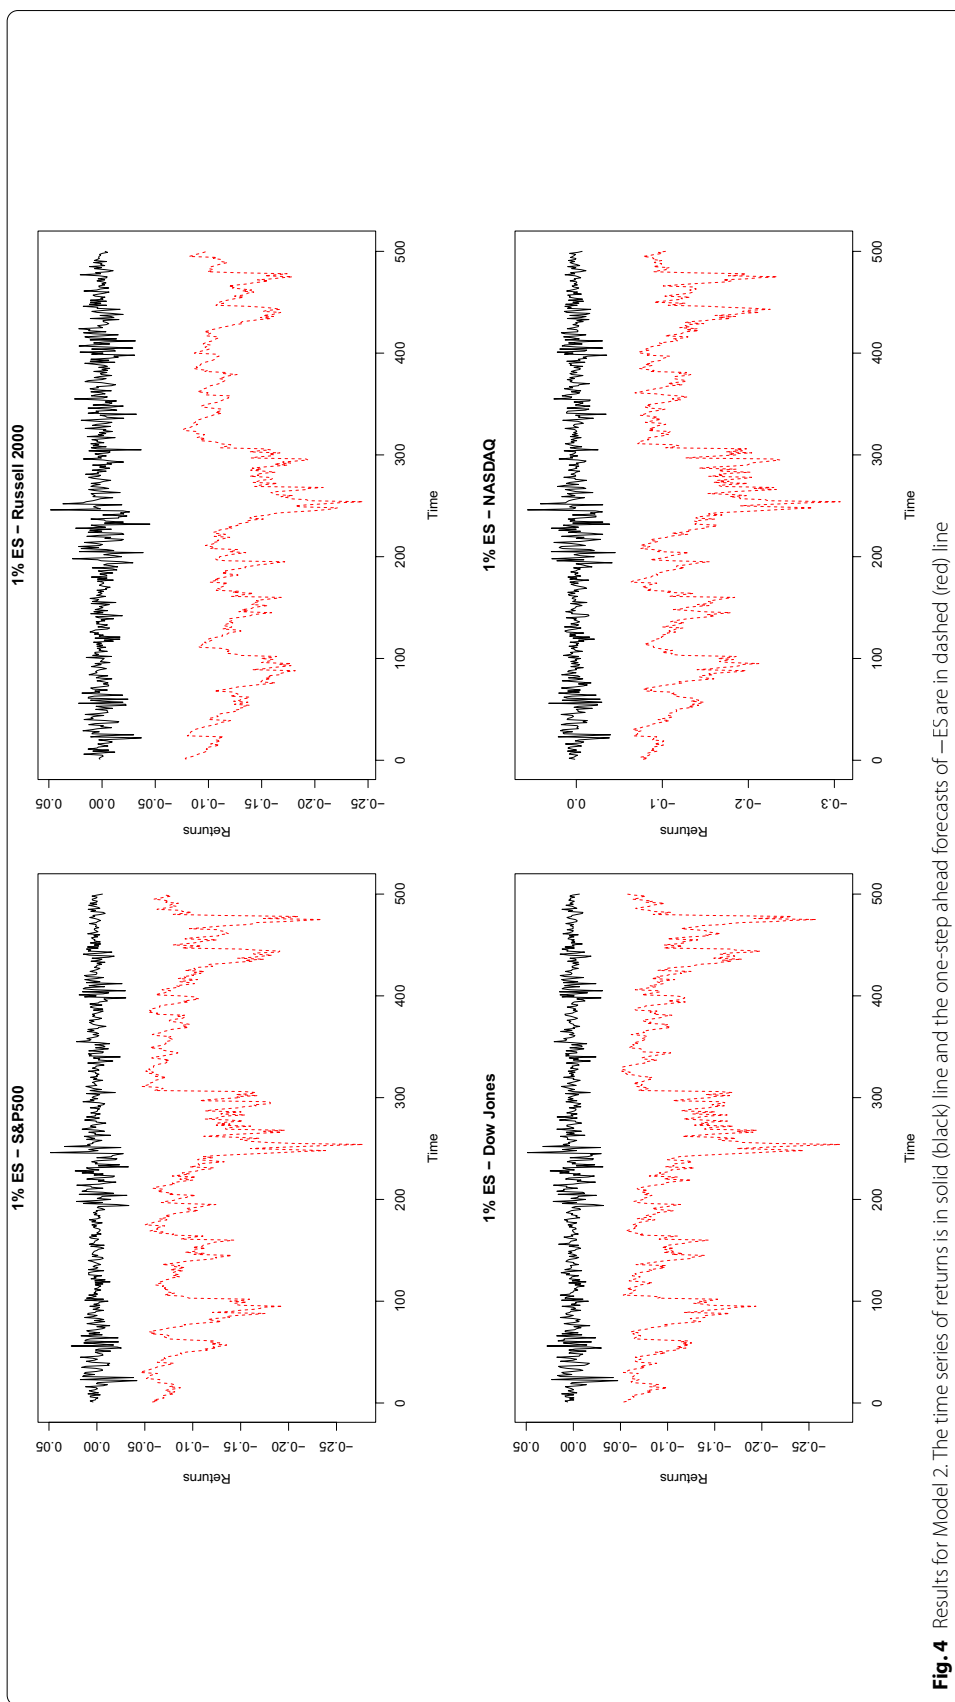 1% ES − S&P500
Returns
0.05 0.00 −0.05 −0.10 −0.15 −0.20 −0.25
0 100 200 300 400 500
Time
1% ES − Russell 2000
Returns
0.05 0.00 −0.05 −0.10 −0.15 −0.20 −0.25
0 100 200 300 400 500
Time
1% ES − Dow Jones
Returns
0.05 0.00 −0.05 −0.10 −0.15 −0.20 −0.25
0 100 200 300 400 500
Time
1% ES − NASDAQ
Returns
0.0 −0.1 −0.2 −0.3
0 100 200 300 400 500
Time
Fig. 4 Results for Model 2. The time series of returns is in solid (black) line and the one-step ahead forecasts of −ES are in dashed (red) line